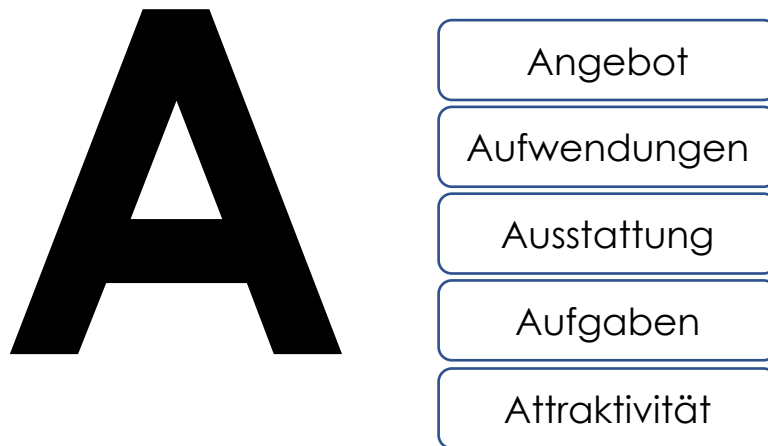 A
Angebot
Aufwendungen
Ausstattung
Aufgaben
Attraktivität